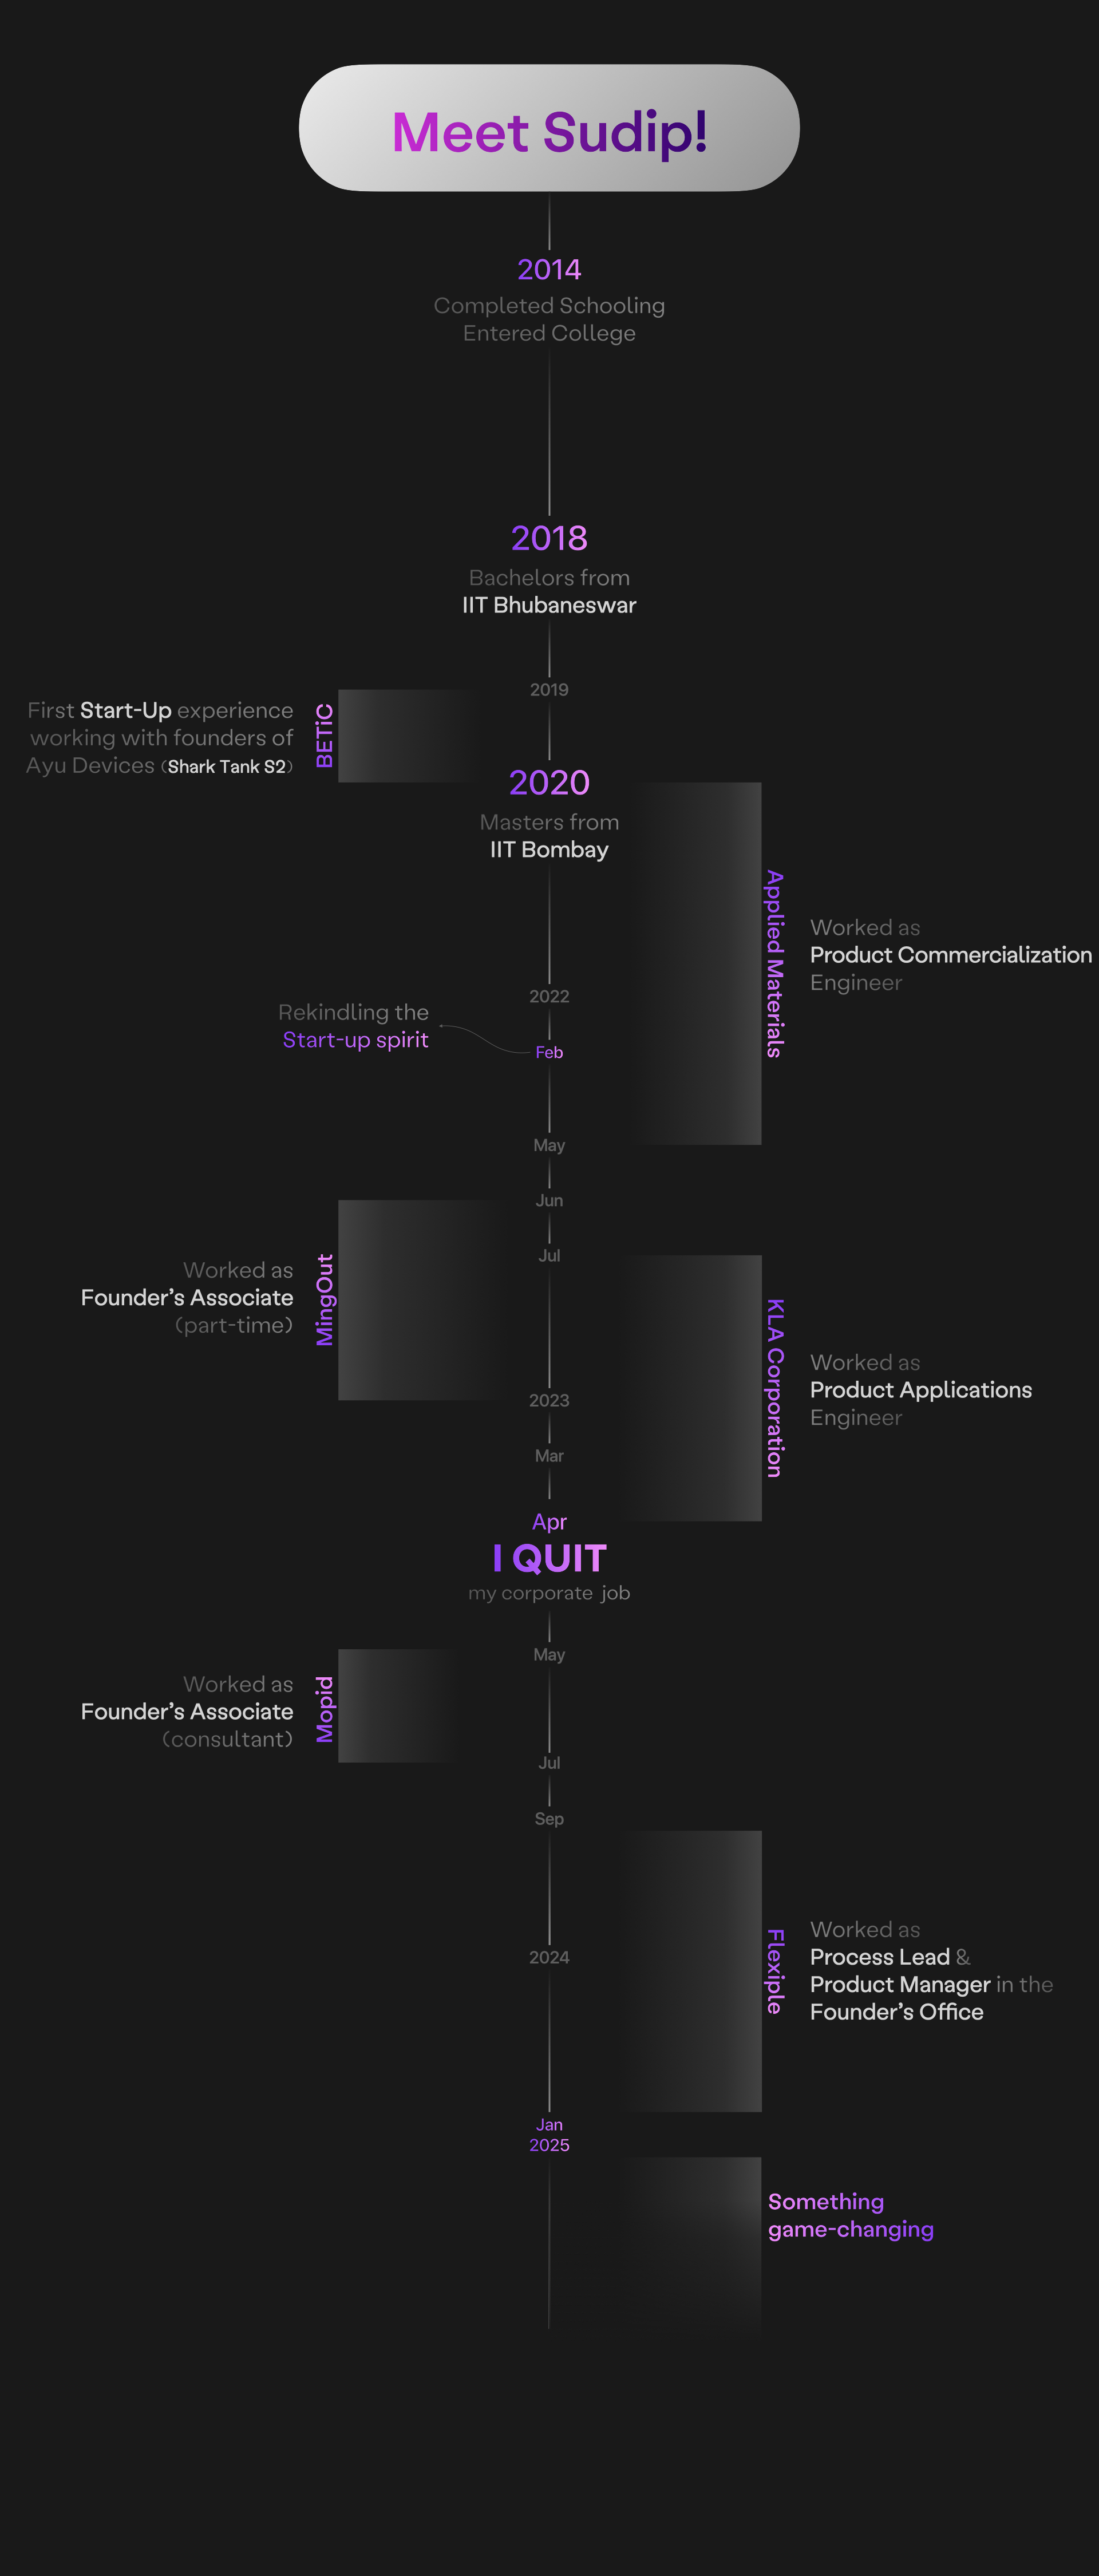 Meet Sudip!
2014
Completed Schooling
Entered College
2018
Bachelors from
IIT Bhubaneswar
2019
First Start-Up experience
working with founders of
Ayu Devices (Shark Tank S2)
BETiC
2020
Masters from
IIT Bombay
Applied Materials
Worked as
Product Commercialization
Engineer
2022
Rekindling the
Start-up spirit
Feb
May
Jun
Jul
Worked as
Founder's Associate
(part-time)
MingOut
KLA Corporation
Worked as
Product Applications
Engineer
2023
Mar
Apr
I QUIT
my corporate job
May
Worked as
Founder's Associate
(consultant)
Mopid
Jul
Sep
Flexiple
Worked as
Process Lead &
Product Manager in the
Founder's Office
2024
Jan
2025
Something
game-changing